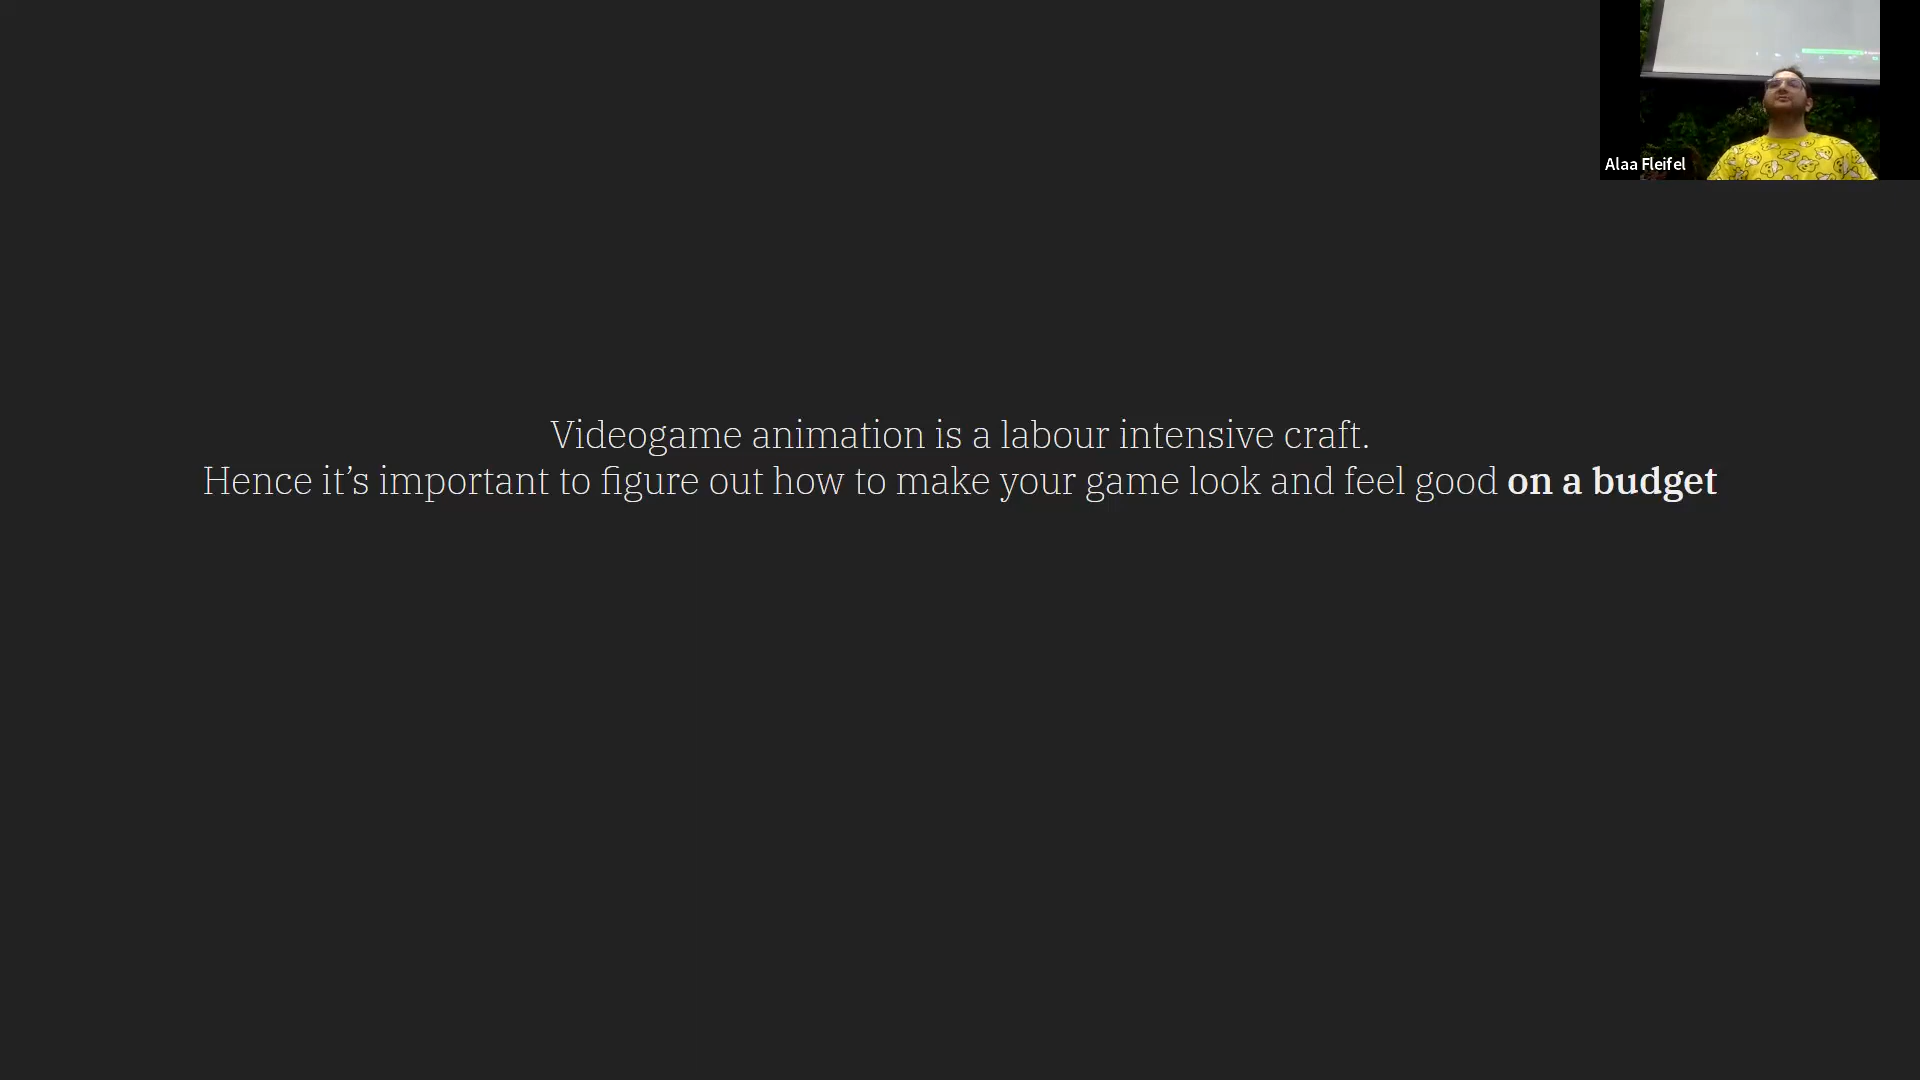 Alaa Fleifel
Videogame animation is a labour intensive craft.
Hence it’s important to figure out how to make your game look and feel good on a budget